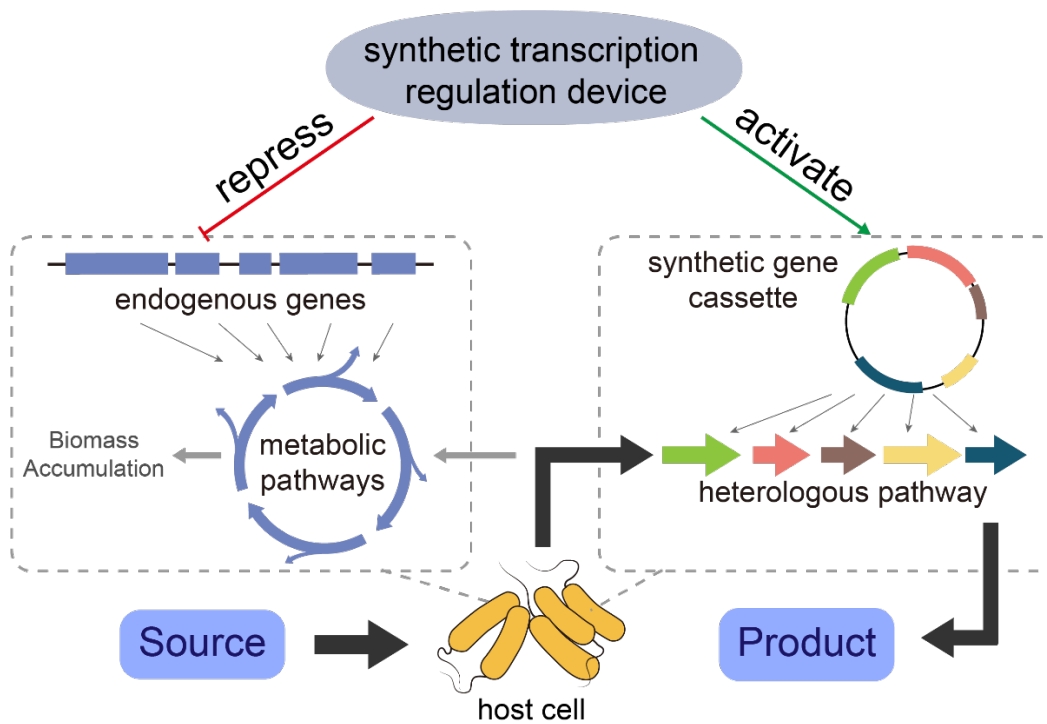 synthetic transcription
regulation device
repress
activate
endogenous genes
synthetic gene
cassette
Biomass
Accumulation
metabolic
pathways
heterologous pathway
Source
host cell
Product